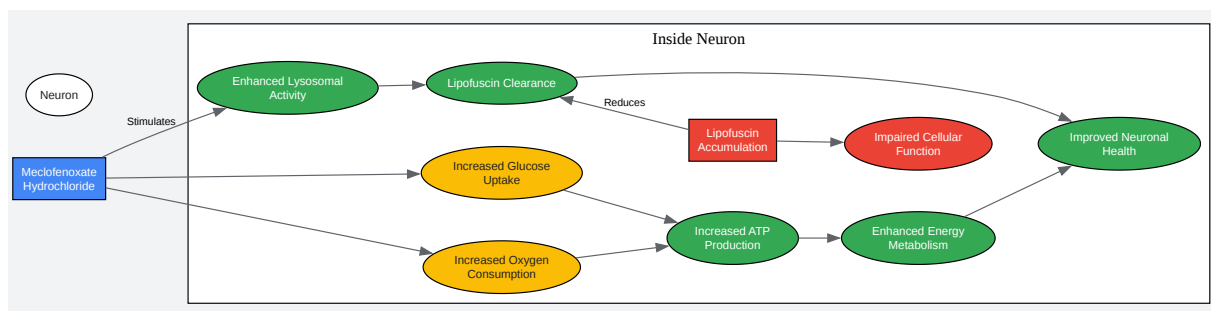 Inside Neuron
Neuron
Enhanced Lysosomal
Activity
Lipofuscin Clearance
Reduces
Stimulates
Lipofuscin
Accumulation
Impaired Cellular
Function
Improved Neuronal
Health
Meclofenoxate
Hydrochloride
Increased Glucose
Uptake
Increased ATP
Production
Enhanced Energy
Metabolism
Increased Oxygen
Consumption